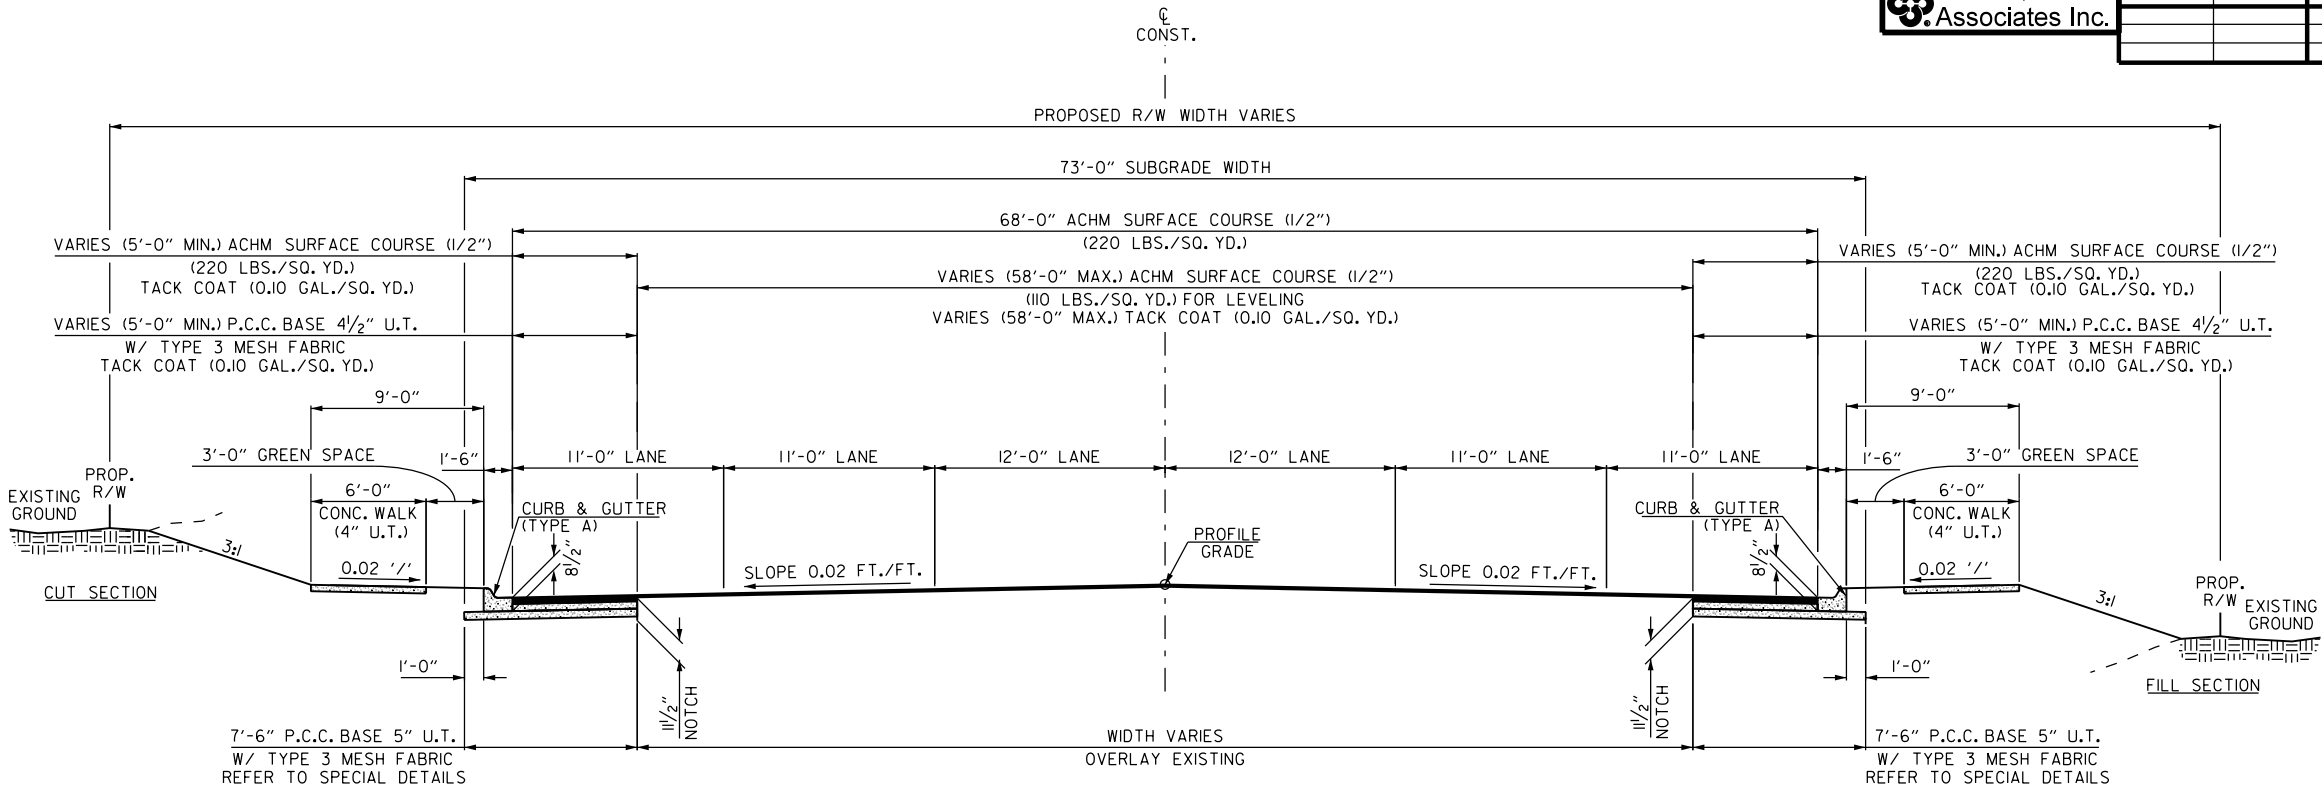 Associates Inc.
℄
CONST.
PROPOSED R/W WIDTH VARIES
73'-0" SUBGRADE WIDTH
68'-0" ACHM SURFACE COURSE (1/2")
(220 LBS./SQ. YD.)
VARIES (5'-0" MIN.) ACHM SURFACE COURSE (1/2")
(220 LBS./SQ. YD.)
TACK COAT (0.10 GAL./SQ. YD.)
VARIES (58'-0" MAX.) ACHM SURFACE COURSE (1/2")
(110 LBS./SQ. YD.) FOR LEVELING
VARIES (58'-0" MAX.) TACK COAT (0.10 GAL./SQ. YD.)
VARIES (5'-0" MIN.) ACHM SURFACE COURSE (1/2")
(220 LBS./SQ. YD.)
TACK COAT (0.10 GAL./SQ. YD.)
VARIES (5'-0" MIN.) P.C.C. BASE 4½" U.T.
W/ TYPE 3 MESH FABRIC
TACK COAT (0.10 GAL./SQ. YD.)
VARIES (5'-0" MIN.) P.C.C. BASE 4½" U.T.
W/ TYPE 3 MESH FABRIC
TACK COAT (0.10 GAL./SQ. YD.)
9'-0"
9'-0"
3'-0" GREEN SPACE
1'-6"
11'-0" LANE
11'-0" LANE
12'-0" LANE
12'-0" LANE
11'-0" LANE
11'-0" LANE
1'-6"
3'-0" GREEN SPACE
EXISTING
GROUND
PROP.
R/W
6'-0"
CONC. WALK
(4" U.T.)
CURB & GUTTER
(TYPE A)
8½"
PROFILE
GRADE
CURB & GUTTER
(TYPE A)
8½"
6'-0"
CONC. WALK
(4" U.T.)
3:1
0.02 '/'
SLOPE 0.02 FT./FT.
SLOPE 0.02 FT./FT.
0.02 '/'
3:1
CUT SECTION
PROP.
R/W
EXISTING
GROUND
1'-0"
11½"
NOTCH
11½"
NOTCH
1'-0"
FILL SECTION
7'-6" P.C.C. BASE 5" U.T.
W/ TYPE 3 MESH FABRIC
REFER TO SPECIAL DETAILS
WIDTH VARIES
OVERLAY EXISTING
7'-6" P.C.C. BASE 5" U.T.
W/ TYPE 3 MESH FABRIC
REFER TO SPECIAL DETAILS